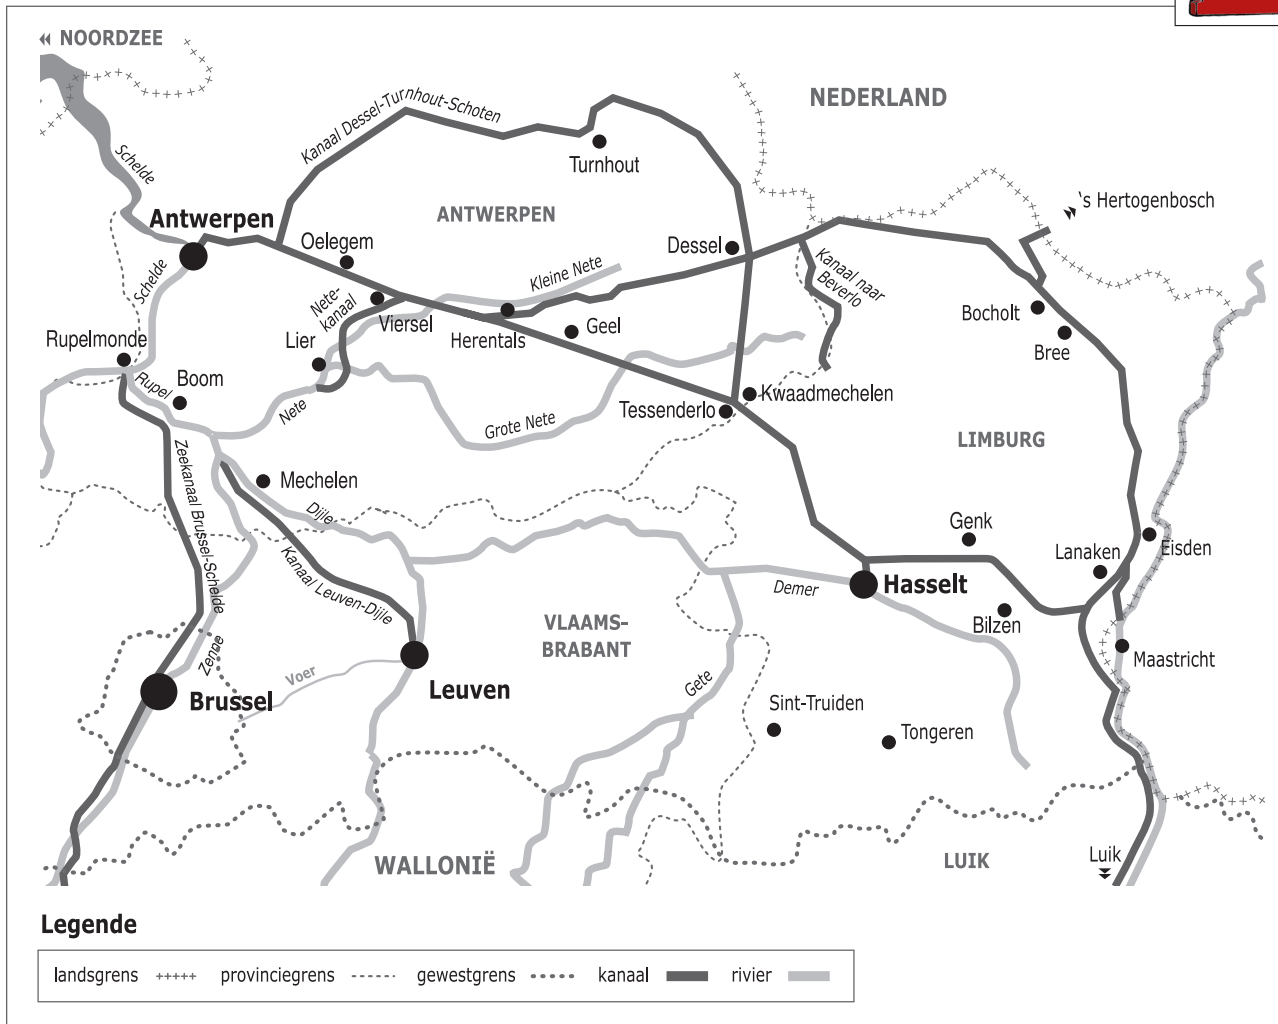 NOORDZEE
NEDERLAND
Kanaal Dessel-Turnhout-Schoten
Turnhout
Schelde
's Hertogenbosch
Antwerpen
ANTWERPEN
Oelegem
Dessel
Kleine Nete
Kanaal naar
Beverlo
Schelde
Nete-
kanaal
Viersel
Herentals
Geel
Bocholt
Bree
Rupelmonde
Lier
Rupel
Boom
Nete
Grote Nete
Tessenderlo
Kwaadmechelen
LIMBURG
Zeekanaal Brussel-Schelde
Mechelen
Dijle
Genk
Lanaken
Eisden
Kanaal Leuven-Dijle
Hasselt
Demer
Bilzen
VLAAMS-
BRABANT
Zenne
Maastricht
Voer
Leuven
Brussel
Gete
Sint-Truiden
Tongeren
WALLONIË
LUIK
Luik
Legende
landsgrens provinciegrens gewestgrens kanaal rivier